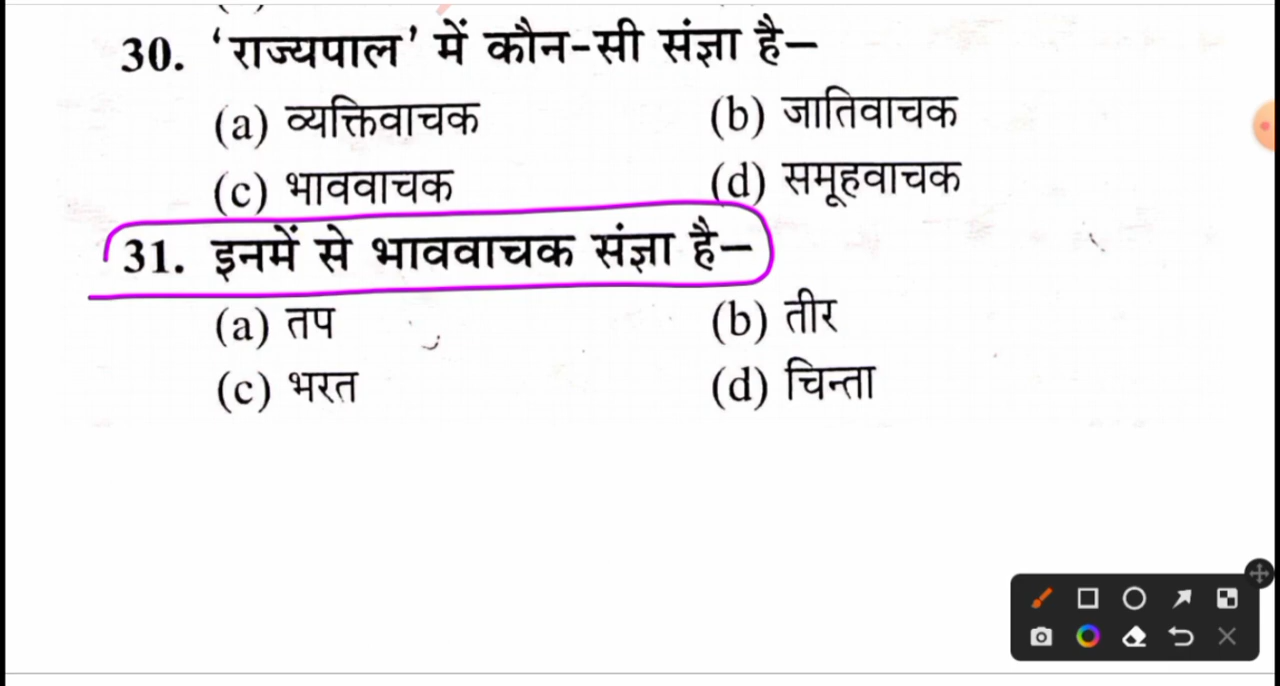 30. 'राज्यपाल' में कौन-सी संज्ञा है–
(a) व्यक्तिवाचक (b) जातिवाचक
(c) भाववाचक (d) समूहवाचक
31. इनमें से भाववाचक संज्ञा है–
(a) तप (b) तीर
(c) भरत (d) चिन्ता